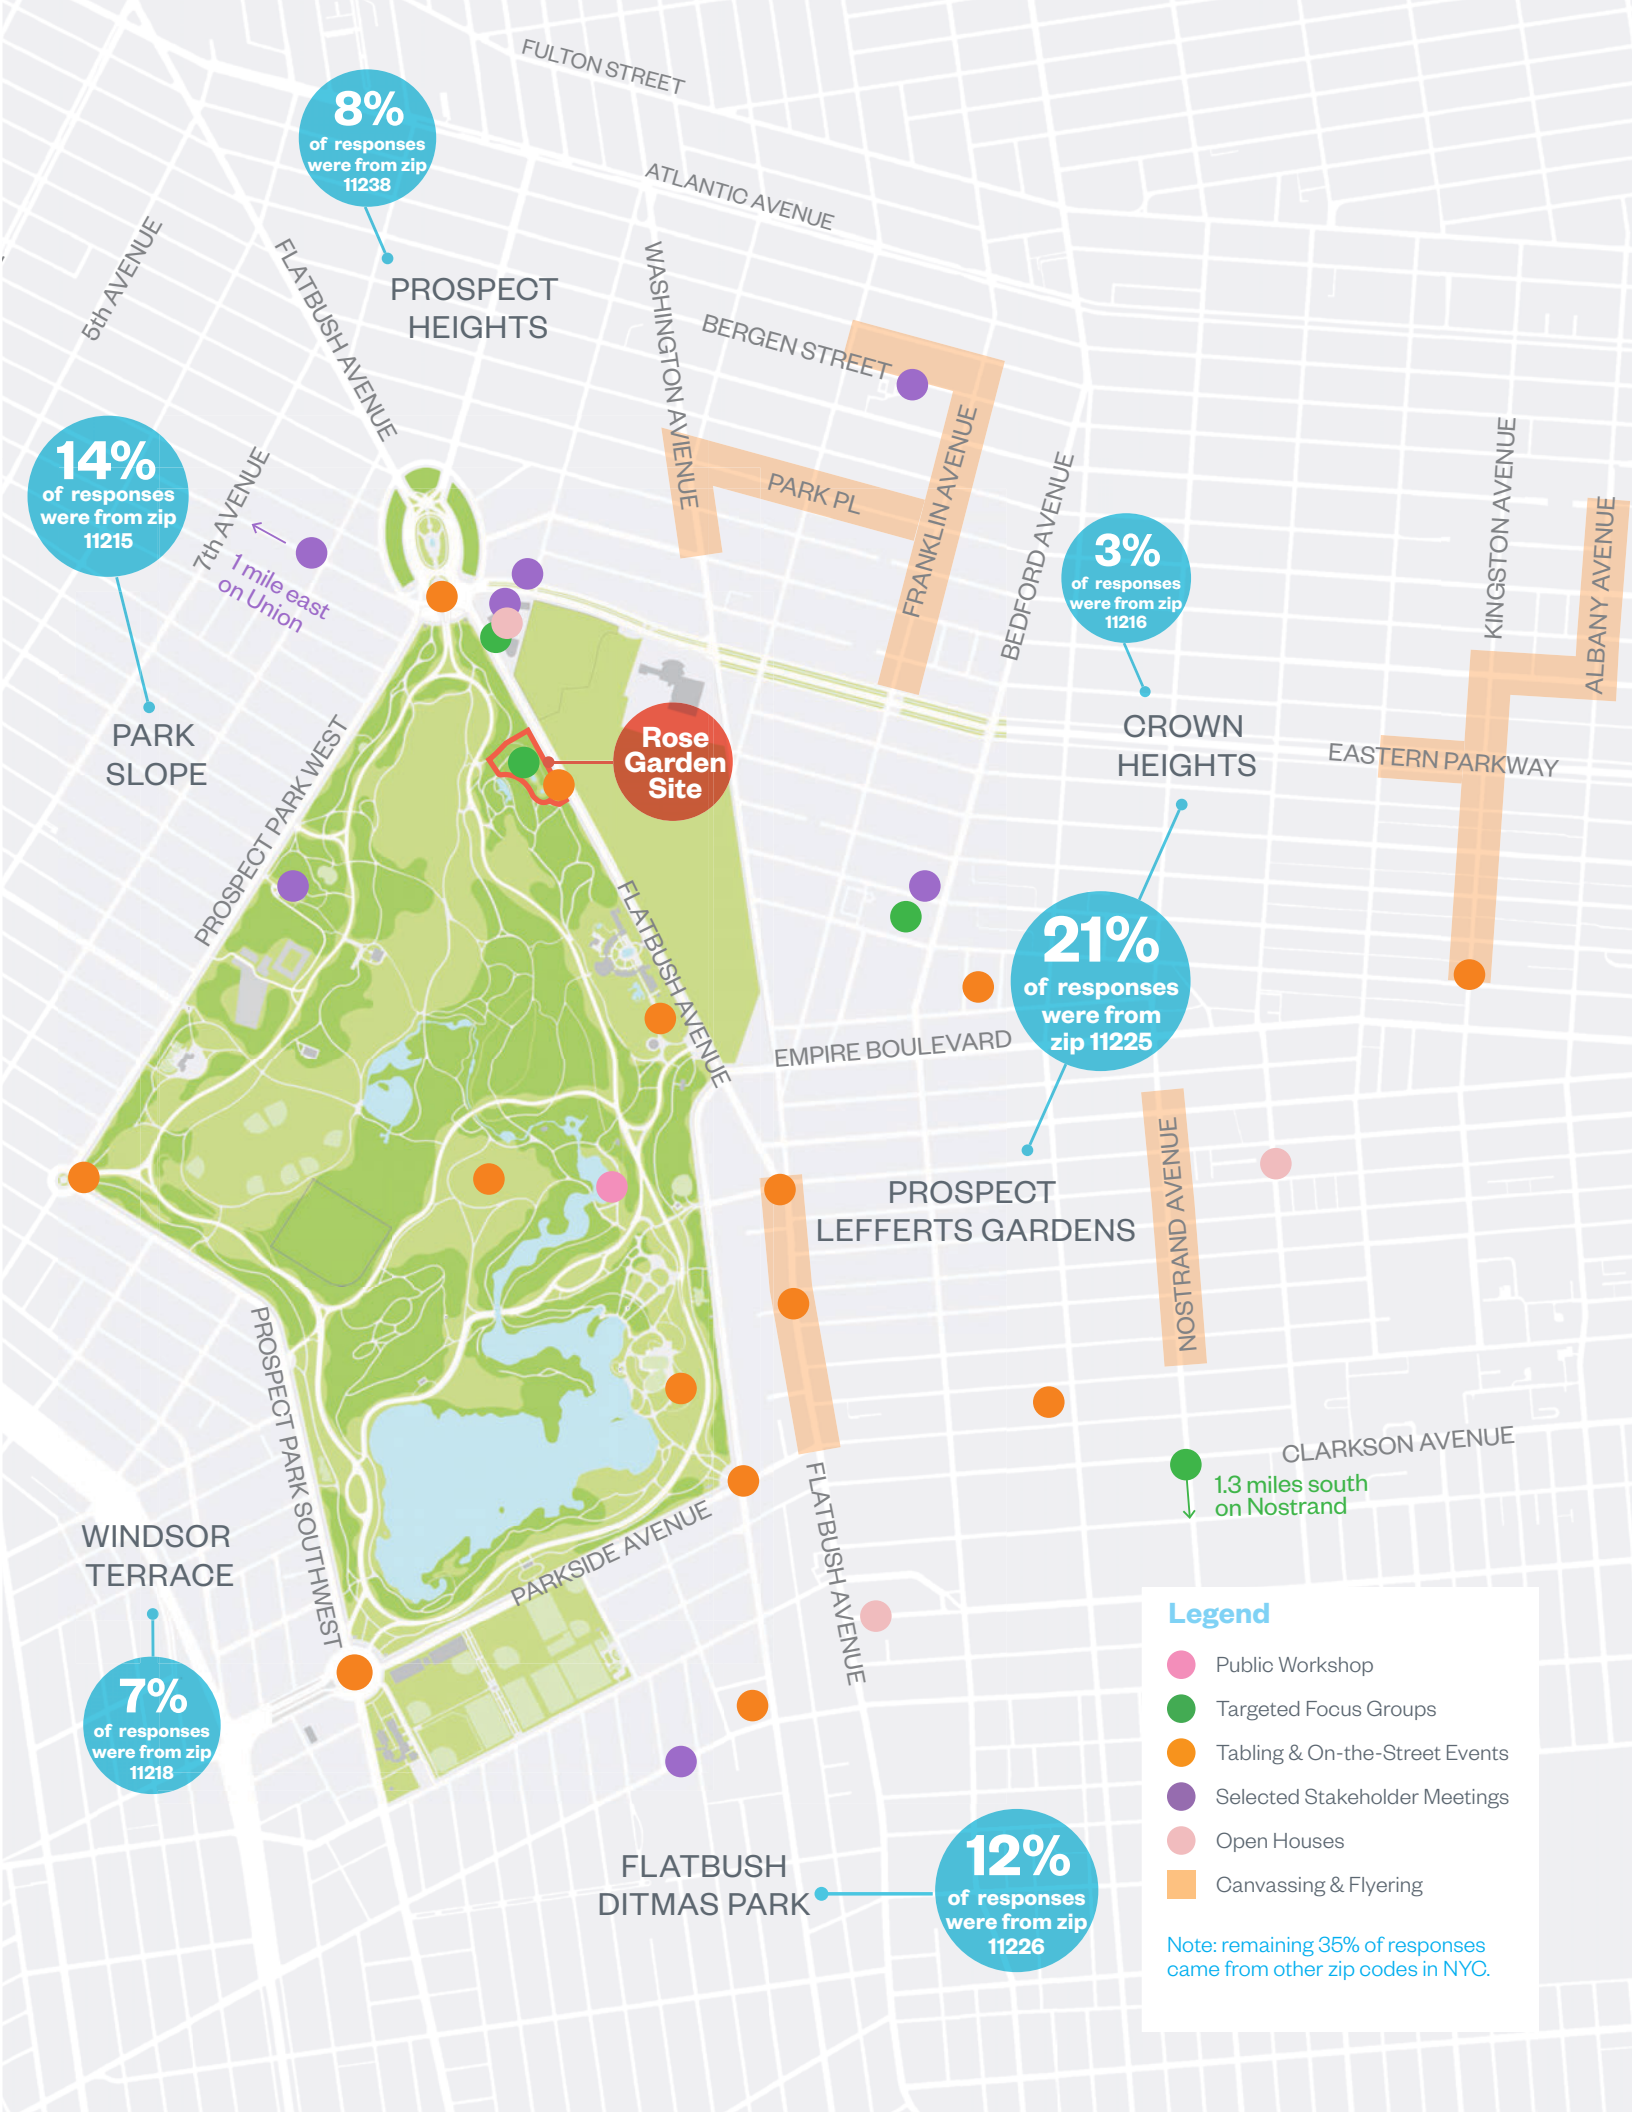 FULTON STREET
8%
of responses
were from zip
11238
ATLANTIC AVENUE
5th AVENUE
FLATBUSH AVENUE
WASHINGTON AVIENUE
PROSPECT
HEIGHTS
BERGEN STREET
14%
of responses
were from zip
11215
7th AVENUE
1 mile east
on Union
PARK PL
FRANKLIN AVENUE
BEDFORD AVENUE
3%
of responses
were from zip
11216
KINGSTON AVENUE
ALBANY AVENUE
PARK
SLOPE
PROSPECT PARK WEST
Rose
Garden
Site
CROWN
HEIGHTS
EASTERN PARKWAY
FLATBUSH AVENUE
21%
of responses
were from
zip 11225
EMPIRE BOULEVARD
PROSPECT
LEFFERTS GARDENS
NOSTRAND AVENUE
PROSPECT PARK SOUTHWEST
CLARKSON AVENUE
1.3 miles south
on Nostrand
WINDSOR
TERRACE
PARKSIDE AVENUE
FLATBUSH AVENUE
7%
of responses
were from zip
11218
FLATBUSH
DITMAS PARK
12%
of responses
were from zip
11226
Legend
Public Workshop
Targeted Focus Groups
Tabling & On-the-Street Events
Selected Stakeholder Meetings
Open Houses
Canvassing & Flyering
Note: remaining 35% of responses
came from other zip codes in NYC.